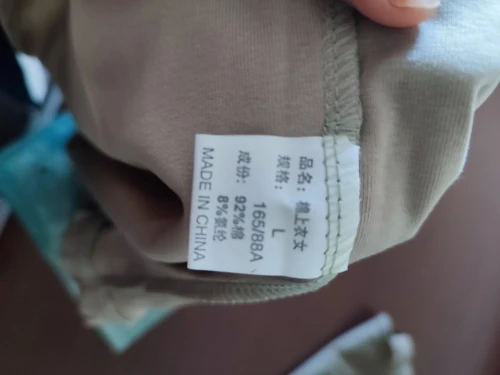 品名：棉上衣女
规格： L
165/88A
成份：92%棉
8%氨纶
MADE IN CHINA